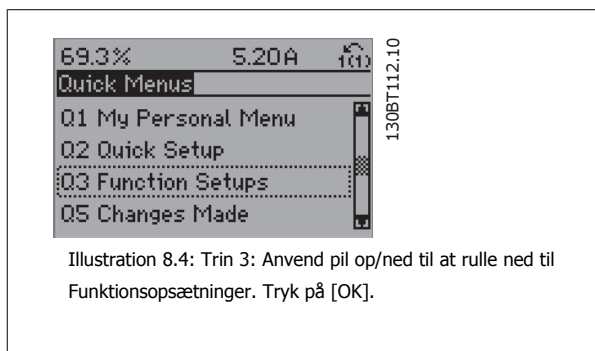 69.3% 5.20A 1(1)
Quick Menus
Q1 My Personal Menu
Q2 Quick Setup
Q3 Function Setups
Q5 Changes Made
130BT112.10
Illustration 8.4: Trin 3: Anvend pil op/ned til at rulle ned til
Funktionsopsætninger. Tryk på [OK].